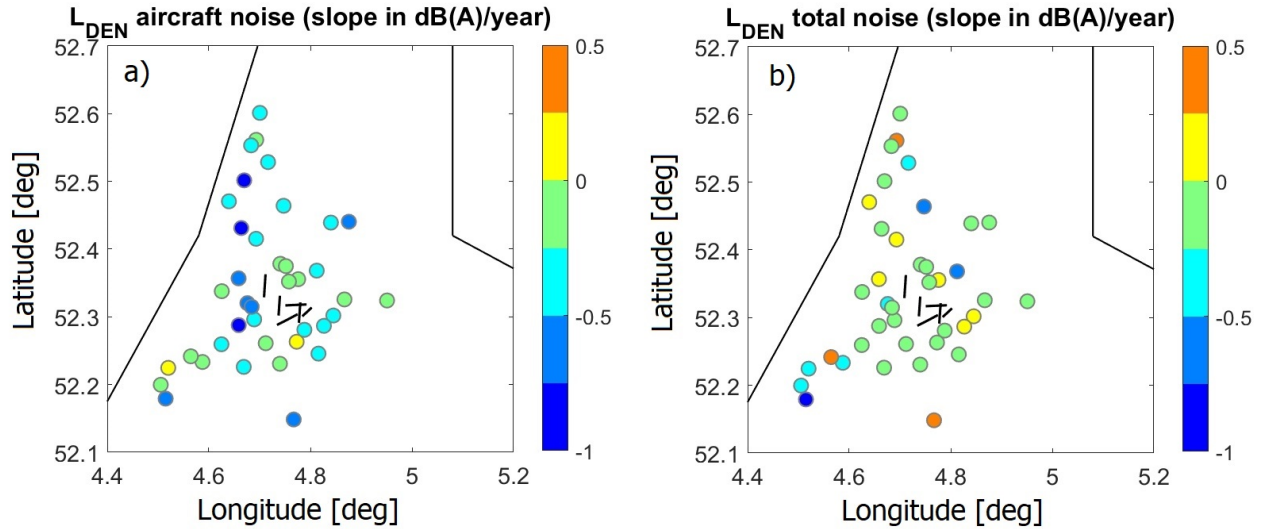 L_DEN aircraft noise (slope in dB(A)/year)
a)
52.7
52.6
52.5
52.4
52.3
52.2
52.1
Latitude [deg]
4.4 4.6 4.8 5 5.2
Longitude [deg]
0.5
0
-0.5
-1
L_DEN total noise (slope in dB(A)/year)
b)
52.7
52.6
52.5
52.4
52.3
52.2
52.1
Latitude [deg]
4.4 4.6 4.8 5 5.2
Longitude [deg]
0.5
0
-0.5
-1